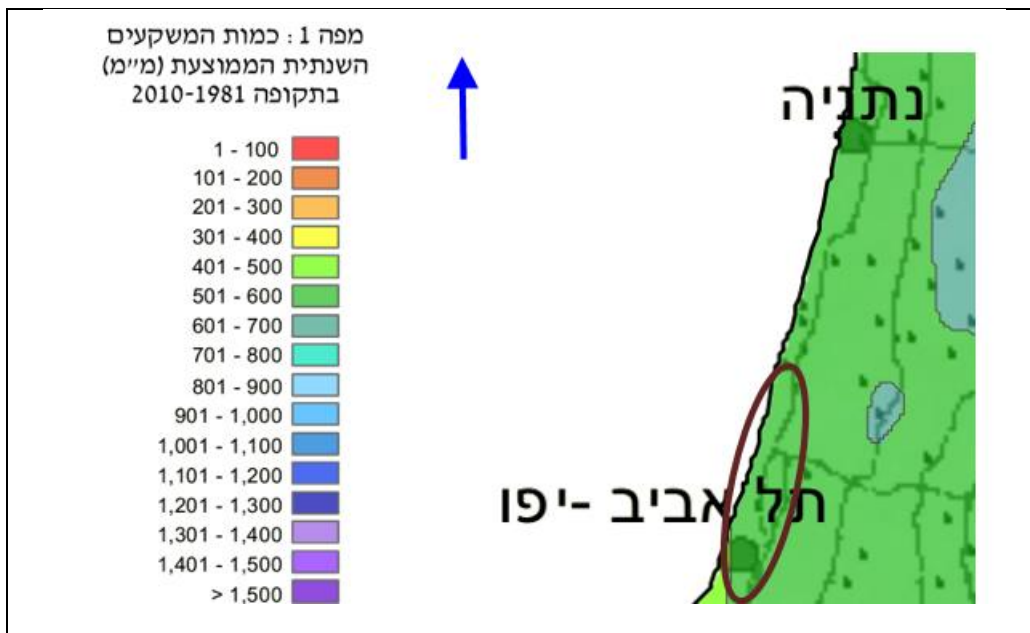 מפה 1 : כמות המשקעים
השנתית הממוצעת (מ״מ)
בתקופה 2010-1981
1 - 100
101 - 200
201 - 300
301 - 400
401 - 500
501 - 600
601 - 700
701 - 800
801 - 900
901 - 1,000
1,001 - 1,100
1,101 - 1,200
1,201 - 1,300
1,301 - 1,400
1,401 - 1,500
> 1,500
נתניה
תל אביב -יפו